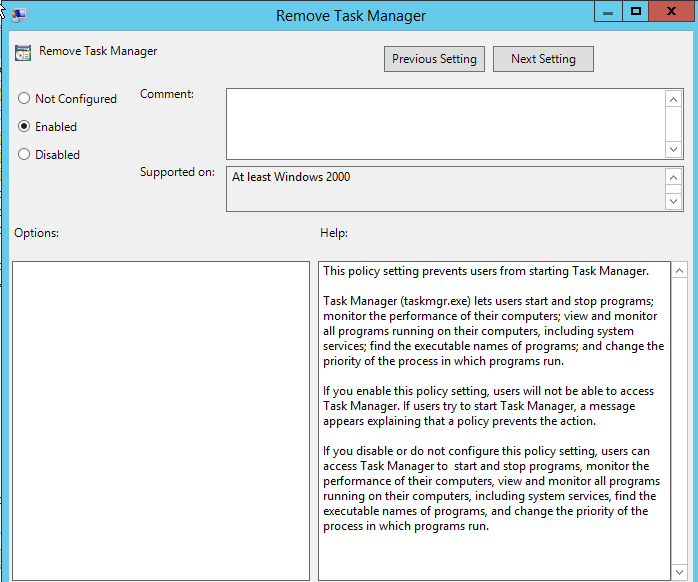 Remove Task Manager
Remove Task Manager
Previous Setting
Next Setting
Not Configured
Enabled
Disabled
Comment:
Supported on:
At least Windows 2000
Options:
Help:
This policy setting prevents users from starting Task Manager.
Task Manager (taskmgr.exe) lets users start and stop programs;
monitor the performance of their computers; view and monitor
all programs running on their computers, including system
services; find the executable names of programs; and change the
priority of the process in which programs run.
If you enable this policy setting, users will not be able to access
Task Manager. If users try to start Task Manager, a message
appears explaining that a policy prevents the action.
If you disable or do not configure this policy setting, users can
access Task Manager to  start and stop programs, monitor the
performance of their computers, view and monitor all programs
running on their computers, including system services, find the
executable names of programs, and change the priority of the
process in which programs run.